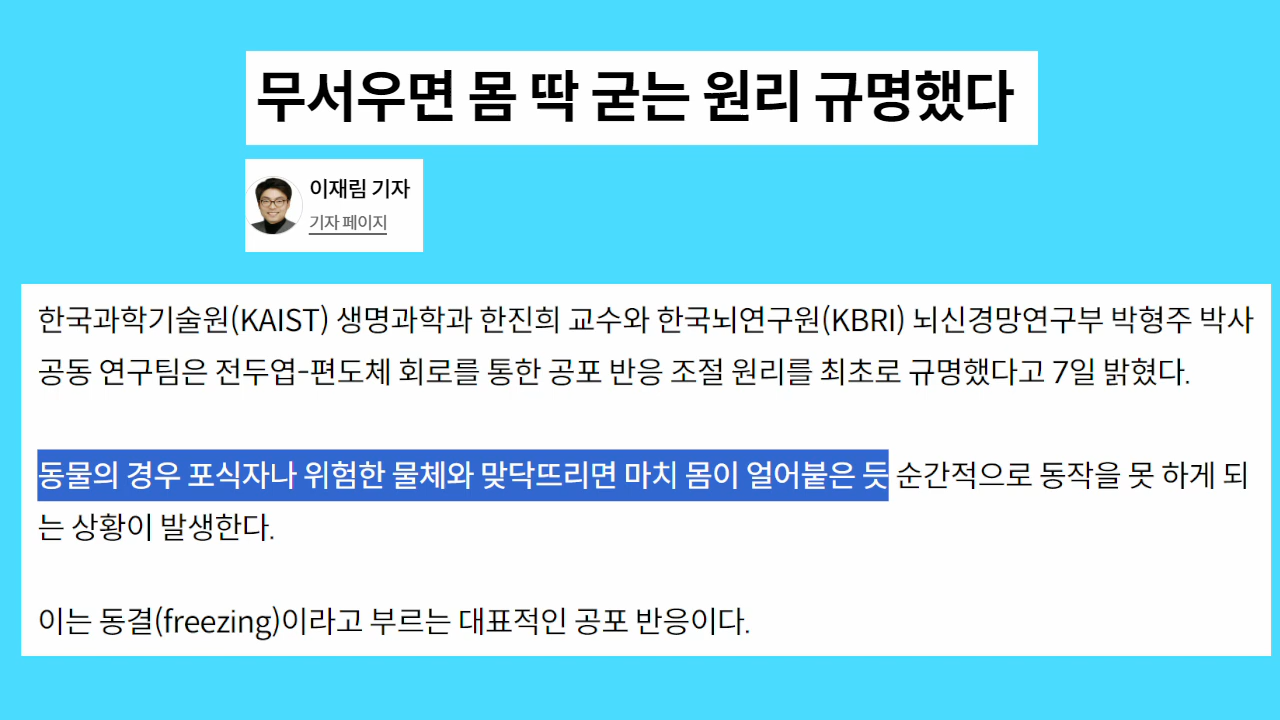 무서우면 몸 딱 굳는 원리 규명했다
이재림 기자
기자 페이지
한국과학기술원(KAIST) 생명과학과 한진희 교수와 한국뇌연구원(KBRI) 뇌신경망연구부 박형주 박사
공동 연구팀은 전두엽-편도체 회로를 통한 공포 반응 조절 원리를 최초로 규명했다고 7일 밝혔다.
동물의 경우 포식자나 위험한 물체와 맞닥뜨리면 마치 몸이 얼어붙은 듯 순간적으로 동작을 못 하게 되
는 상황이 발생한다.
이는 동결(freezing)이라고 부르는 대표적인 공포 반응이다.